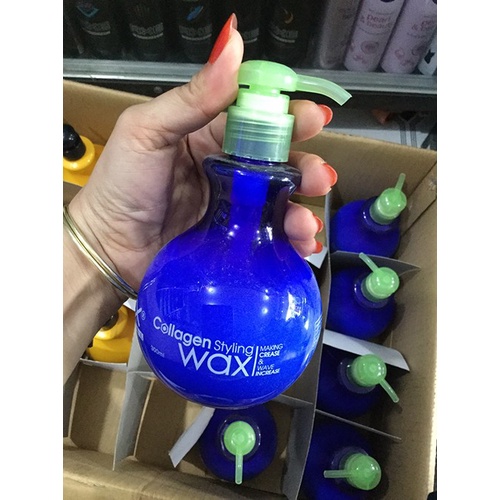 Collagen Styling
wax
MAKING
CREASE
&
WAVE
INCREASE